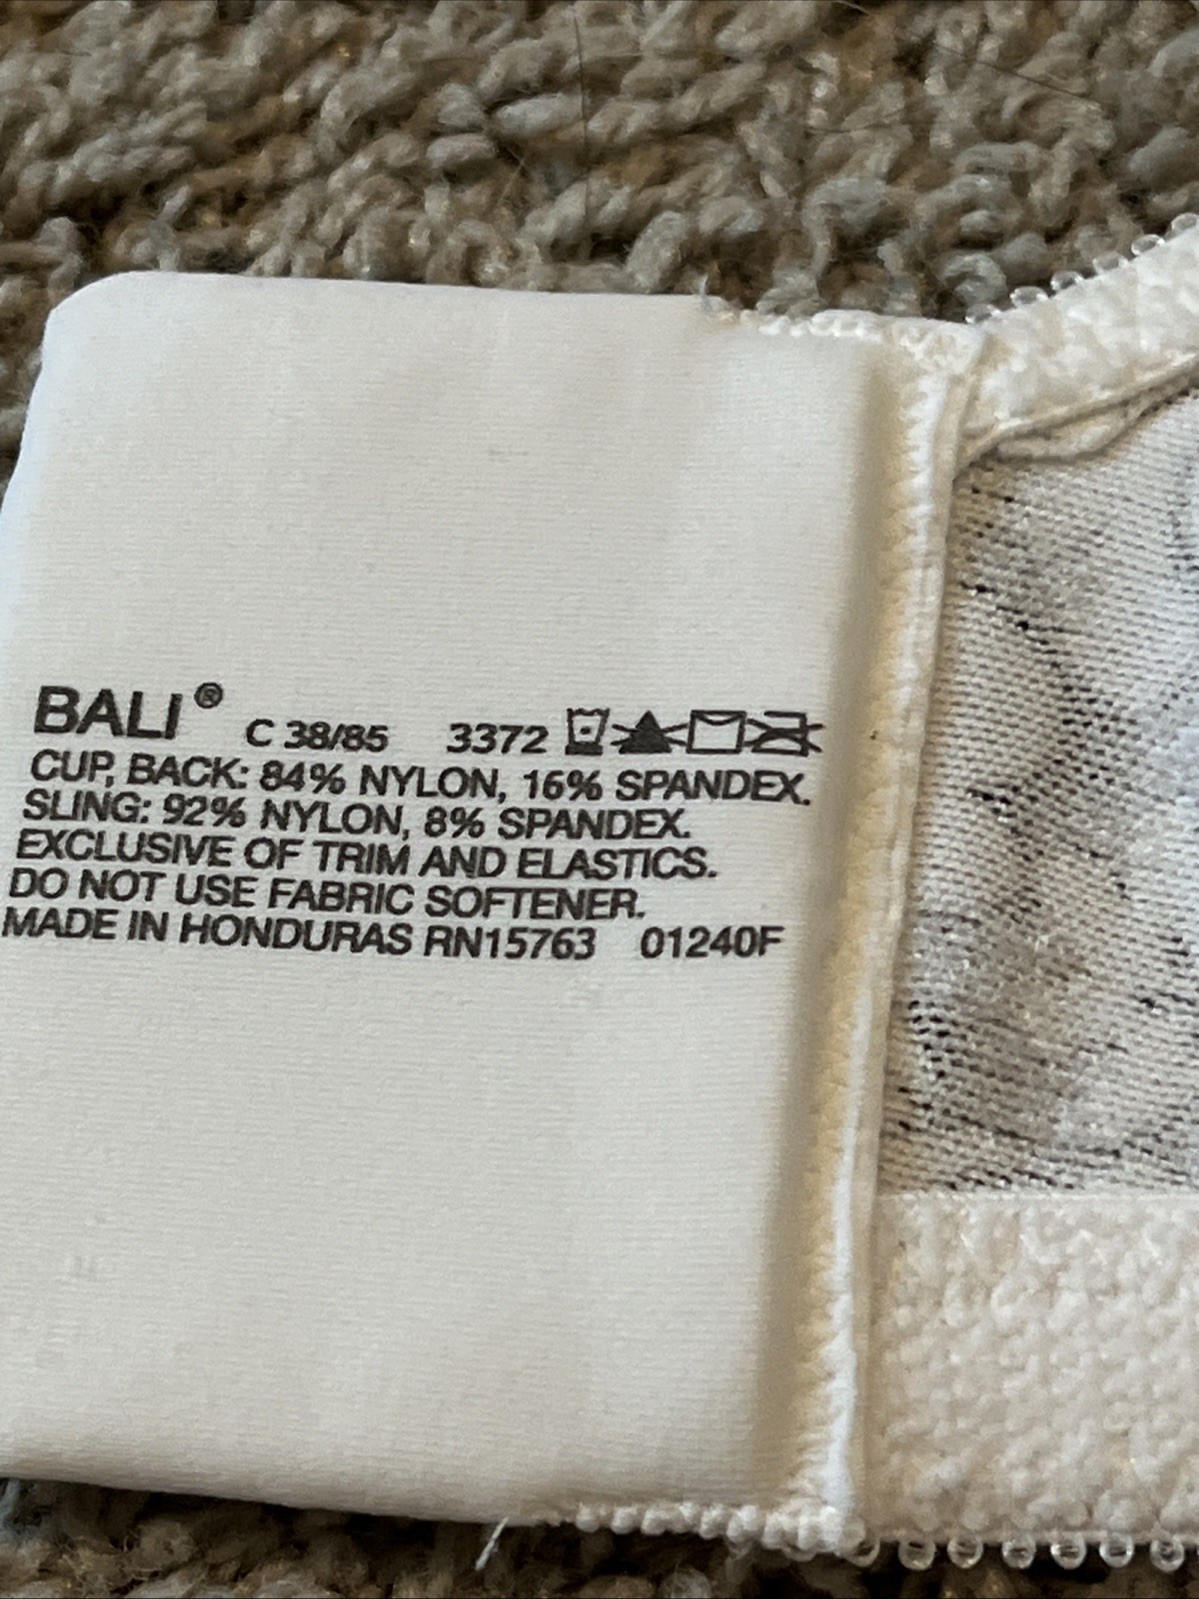 BALI® C 38/85 3372
CUP, BACK: 84% NYLON, 16% SPANDEX.
SLING: 92% NYLON, 8% SPANDEX.
EXCLUSIVE OF TRIM AND ELASTICS.
DO NOT USE FABRIC SOFTENER.
MADE IN HONDURAS RN15763 01240F